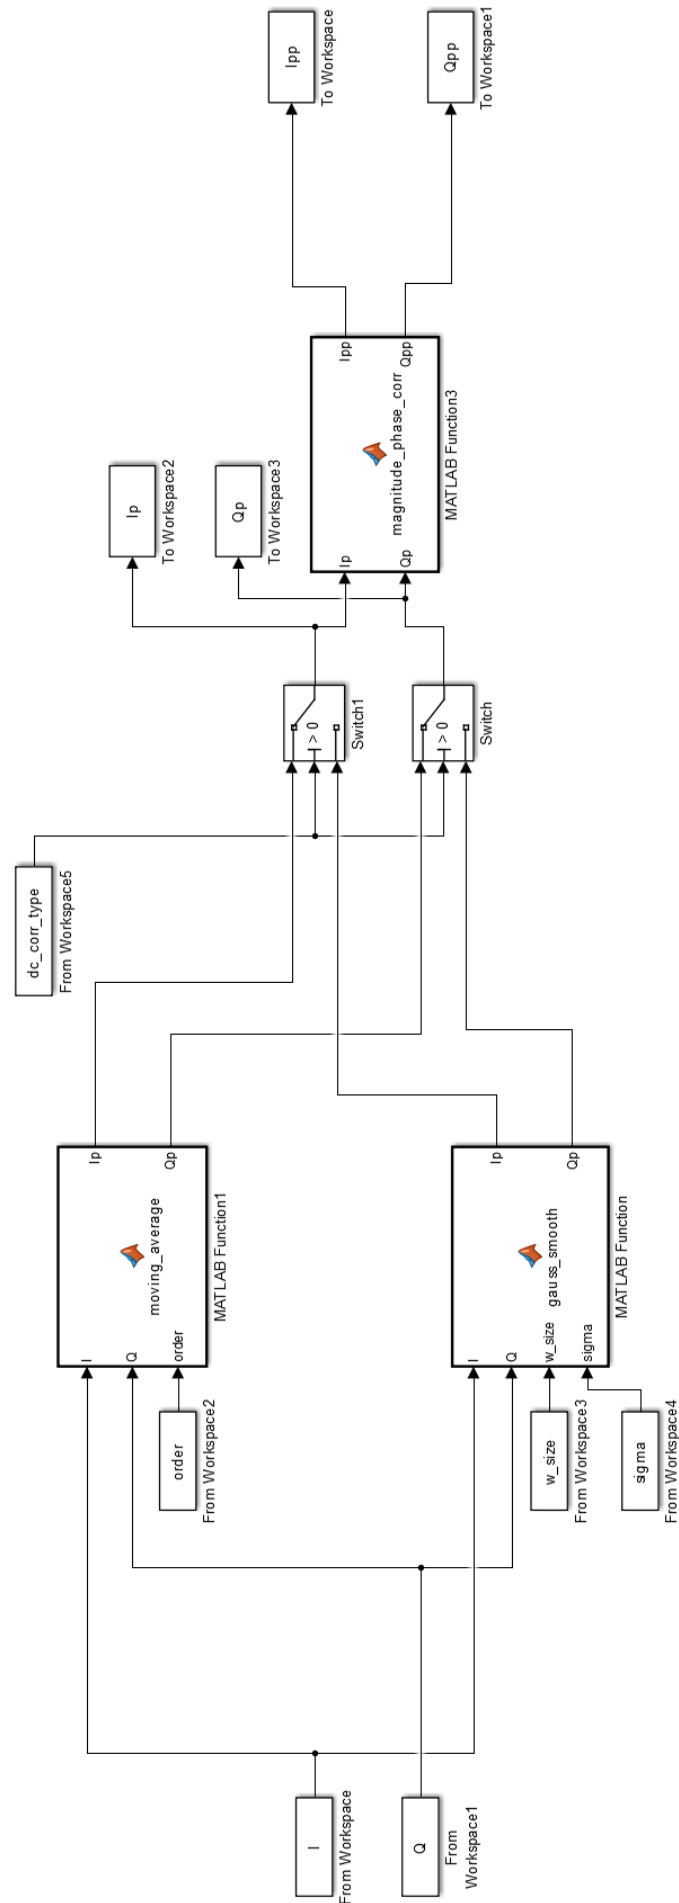 I
From Workspace
Q
From
Workspace1
order
From Workspace2
w_size
From Workspace3
sigma
From Workspace4
I
Q
order
moving_average
Ip
Qp
MATLAB Function1
I
Q
w_size
sigma
gauss_smooth
Ip
Qp
MATLAB Function
dc_corr_type
From Workspace5
> 0
Switch1
> 0
Switch
Ip
To Workspace2
Qp
To Workspace3
Ip
Qp
magnitude_phase_corr
Ipp
Qpp
MATLAB Function3
Ipp
To Workspace
Qpp
To Workspace1